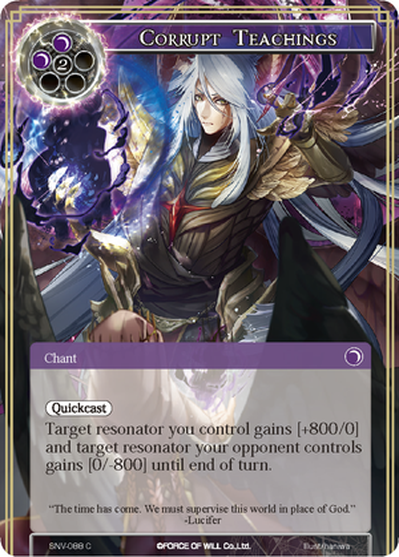 Corrupt Teachings
2
Chant
Quickcast
Target resonator you control gains [+800/0]
and target resonator your opponent controls
gains [0/-800] until end of turn.
"The time has come. We must supervise this world in place of God."
-Lucifer
SNV-088 C ©FORCE OF WILL Co.,Ltd.